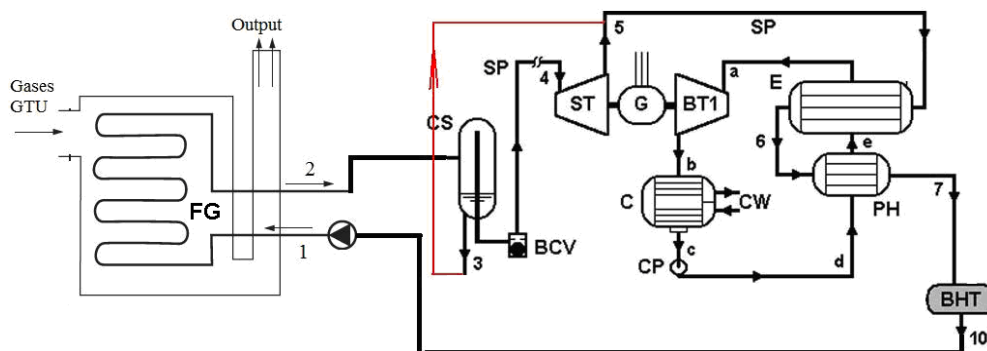 Output
Gases
GTU
FG
2
1
CS
3
BCV
SP
4
5
SP
ST
G
BT1
a
E
6
e
b
C
CW
PH
7
c
CP
d
BHT
10